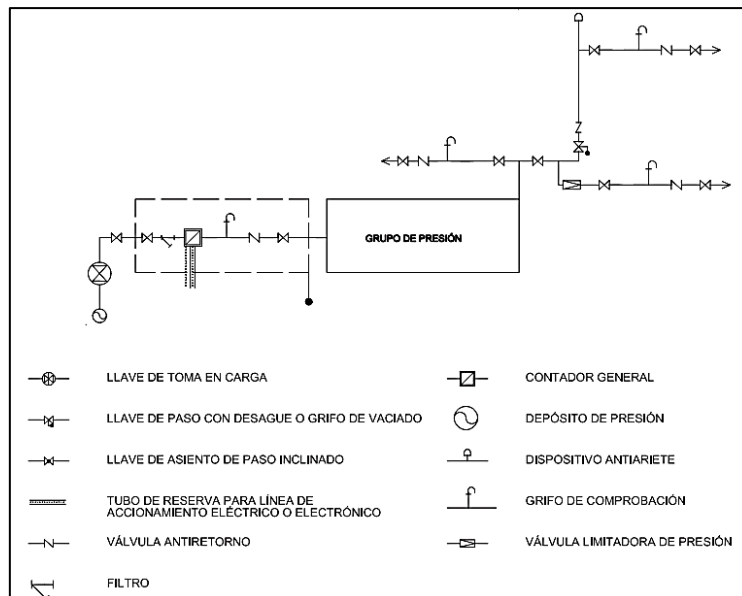 GRUPO DE PRESIÓN
LLAVE DE TOMA EN CARGA
CONTADOR GENERAL
LLAVE DE PASO CON DESAGUE O GRIFO DE VACIADO
DEPÓSITO DE PRESIÓN
LLAVE DE ASIENTO DE PASO INCLINADO
DISPOSITIVO ANTIARIETE
TUBO DE RESERVA PARA LÍNEA DE
ACCIONAMIENTO ELÉCTRICO O ELECTRÓNICO
GRIFO DE COMPROBACIÓN
VÁLVULA ANTIRETORNO
VÁLVULA LIMITADORA DE PRESIÓN
FILTRO